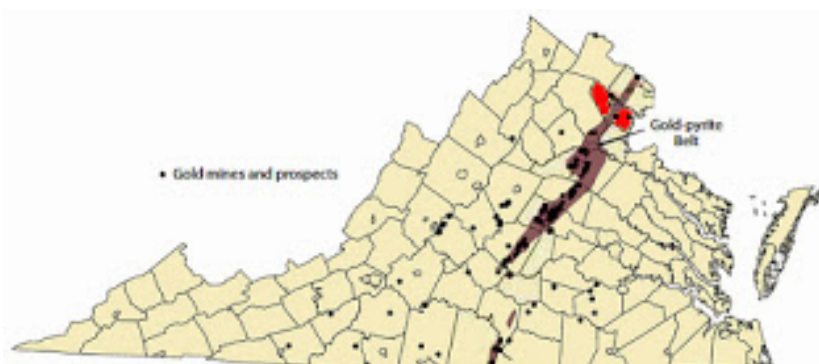 Gold-pyrite
Belt
• Gold mines and prospects